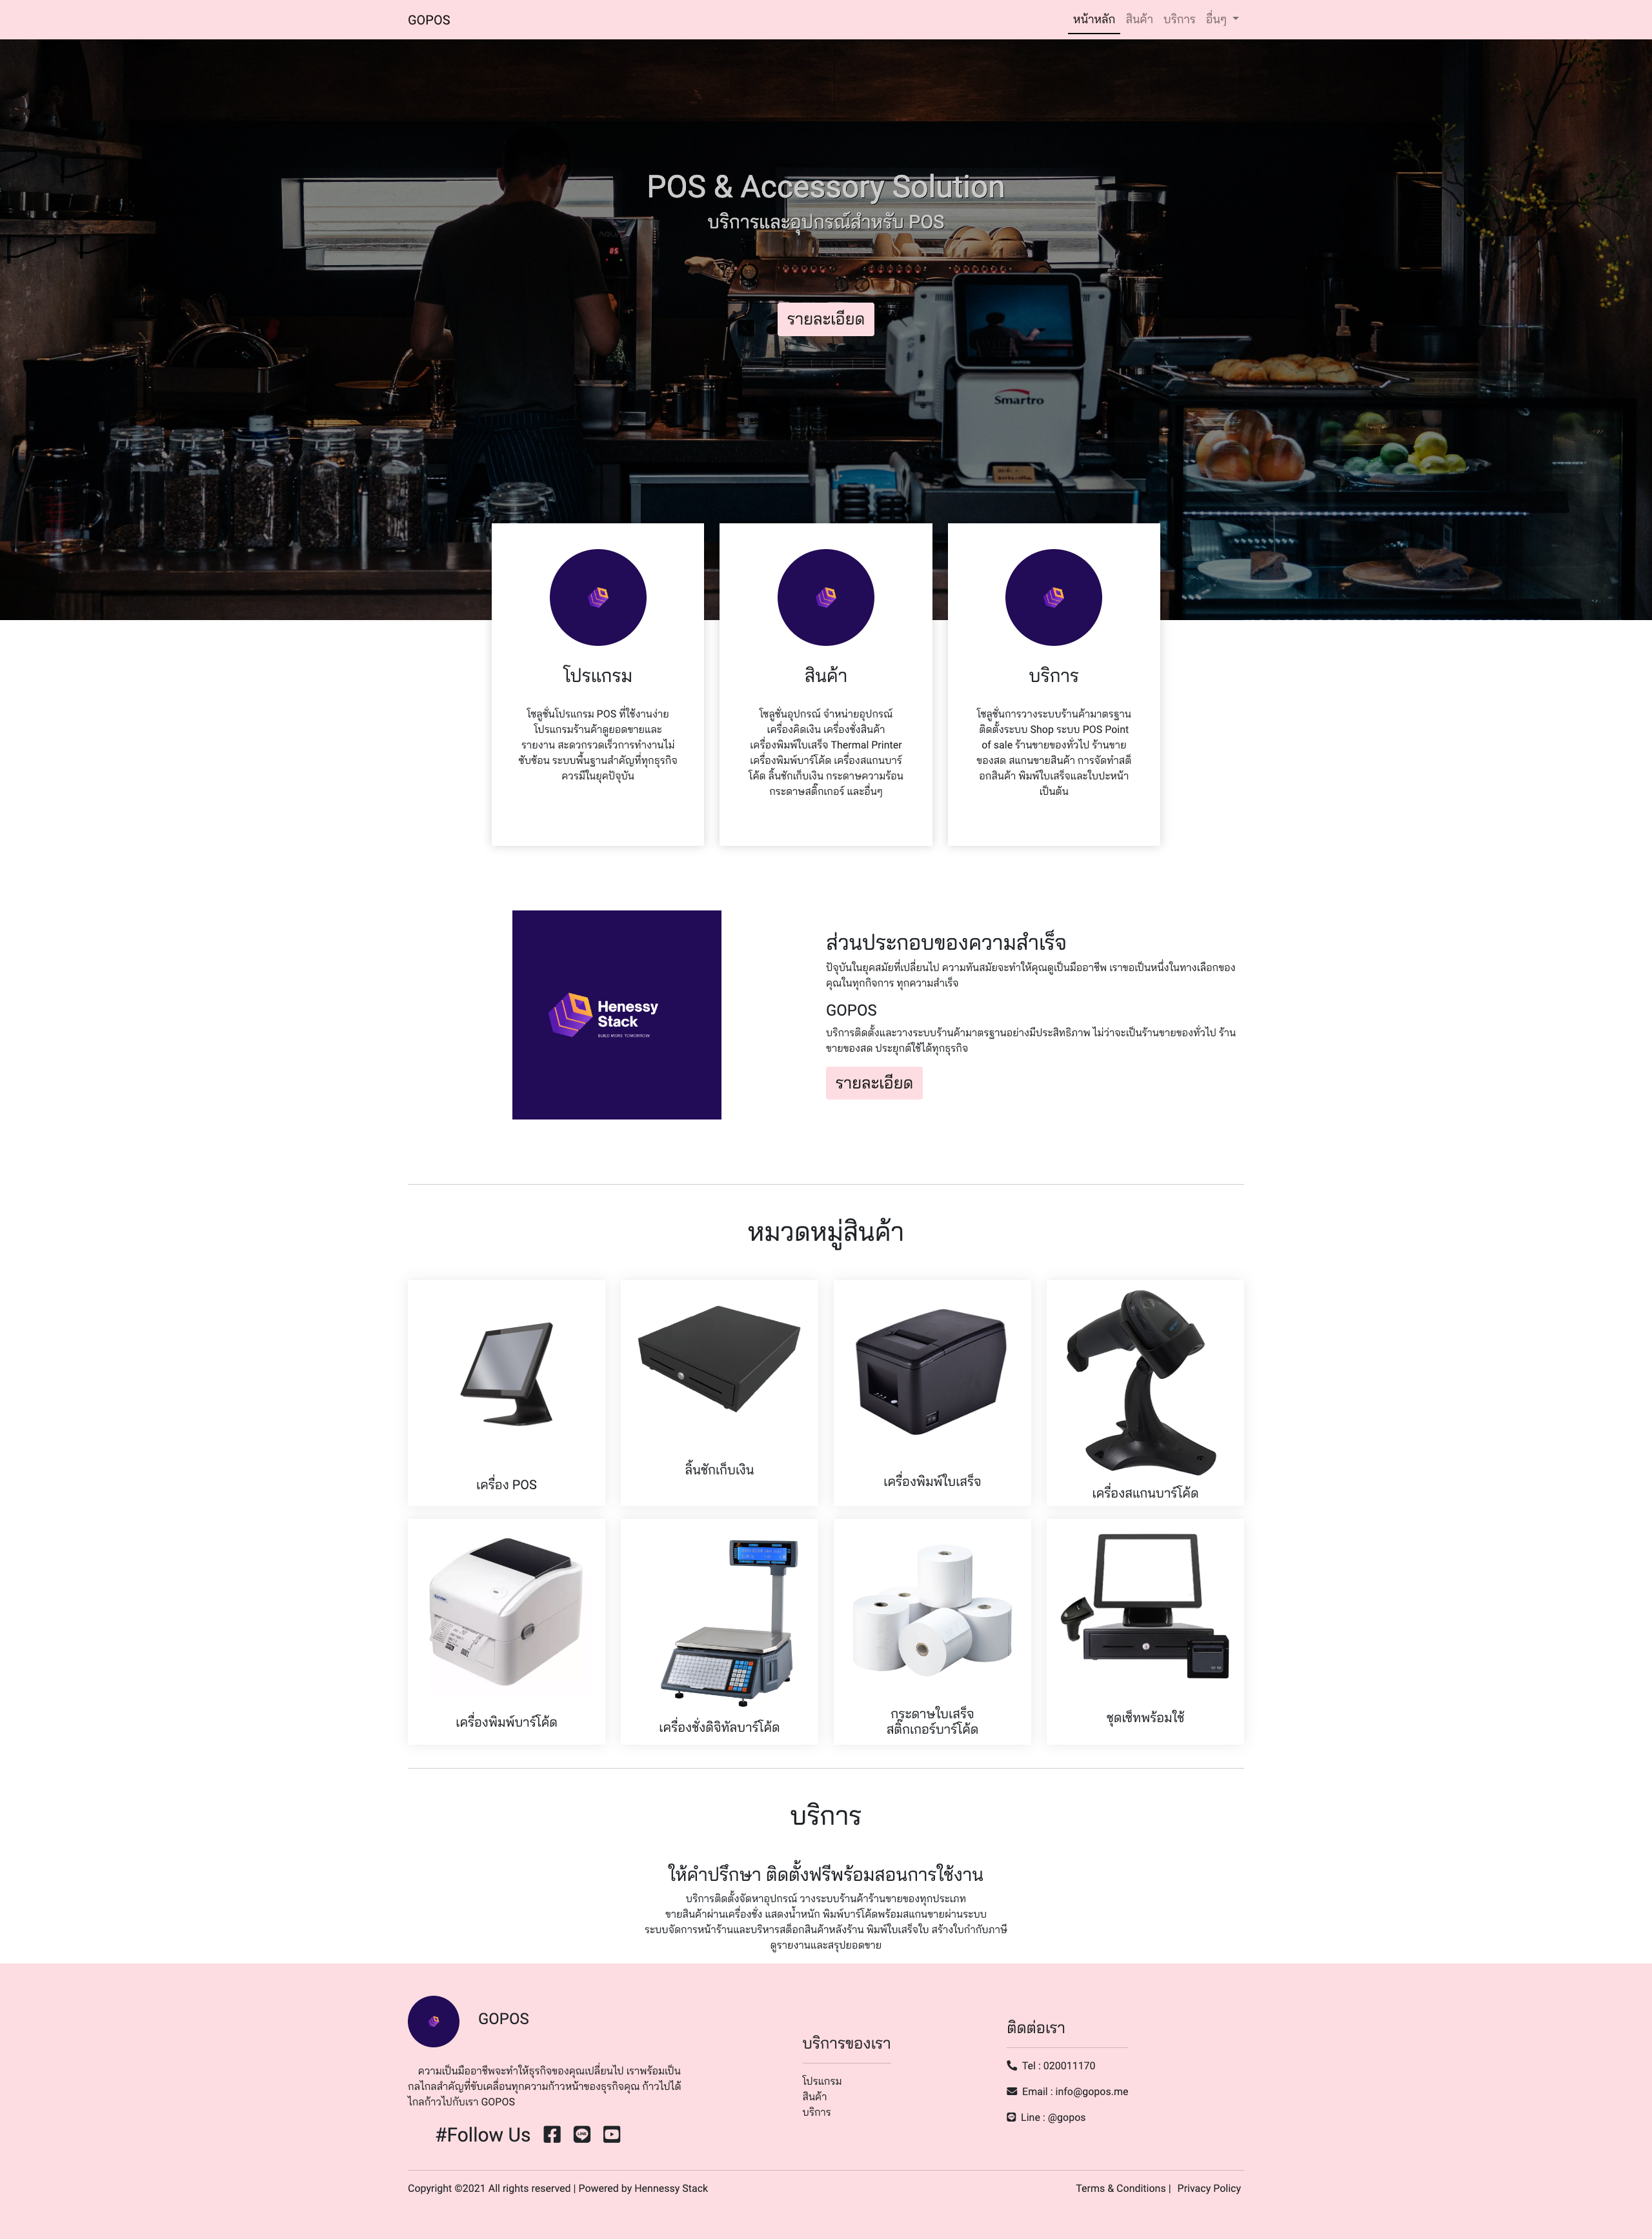 GOPOS
หน้าหลัก
สินค้า
บริการ
อื่นๆ
POS & Accessory Solution
บริการและอุปกรณ์สำหรับ POS
รายละเอียด
Smartro
โปรแกรม
โซลูชั่นโปรแกรม POS ที่ใช้งานง่าย
โปรแกรมร้านค้าดูยอดขายและ
รายงาน สะดวกรวดเร็วการทำงานไม่
ซับซ้อน ระบบพื้นฐานสำคัญที่ทุกธุรกิจ
ควรมีในยุคปัจุบัน
สินค้า
โซลูชั่นอุปกรณ์ จำหน่ายอุปกรณ์
เครื่องคิดเงิน เครื่องชั่งสินค้า
เครื่องพิมพ์ใบเสร็จ Thermal Printer
เครื่องพิมพ์บาร์โค้ด เครื่องสแกนบาร์
โค้ด ลิ้นชักเก็บเงิน กระดาษความร้อน
กระดาษสติ๊กเกอร์ และอื่นๆ
บริการ
โซลูชั่นการวางระบบร้านค้ามาตรฐาน
ติดตั้งระบบ Shop ระบบ POS Point
of sale ร้านขายของทั่วไป ร้านขาย
ของสด สแกนขายสินค้า การจัดทำสต็
อกสินค้า พิมพ์ใบเสร็จและใบปะหน้า
เป็นต้น
Henessy
Stack
BUILD MORE TOMORROW
ส่วนประกอบของความสำเร็จ
ปัจุบันในยุคสมัยที่เปลี่ยนไป ความทันสมัยจะทำให้คุณดูเป็นมืออาชีพ เราขอเป็นหนึ่งในทางเลือกของ
คุณในทุกกิจการ ทุกความสำเร็จ
GOPOS
บริการติดตั้งและวางระบบร้านค้ามาตรฐานอย่างมีประสิทธิภาพ ไม่ว่าจะเป็นร้านขายของทั่วไป ร้าน
ขายของสด ประยุกต์ใช้ได้ทุกธุรกิจ
รายละเอียด
หมวดหมู่สินค้า
เครื่อง POS
ลิ้นชักเก็บเงิน
เครื่องพิมพ์ใบเสร็จ
เครื่องสแกนบาร์โค้ด
เครื่องพิมพ์บาร์โค้ด
เครื่องชั่งดิจิทัลบาร์โค้ด
กระดาษใบเสร็จ
สติ๊กเกอร์บาร์โค้ด
ชุดเซ็ทพร้อมใช้
บริการ
ให้คำปรึกษา ติดตั้งฟรีพร้อมสอนการใช้งาน
บริการติดตั้งจัดหาอุปกรณ์ วางระบบร้านค้าร้านขายของทุกประเภท
ขายสินค้าผ่านเครื่องชั่ง แสดงน้ำหนัก พิมพ์บาร์โค้ดพร้อมสแกนขายผ่านระบบ
ระบบจัดการหน้าร้านและบริหารสต็อกสินค้าหลังร้าน พิมพ์ใบเสร็จใบ สร้างใบกำกับภาษี
ดูรายงานและสรุปยอดขาย
GOPOS
ความเป็นมืออาชีพจะทำให้ธุรกิจของคุณเปลี่ยนไป เราพร้อมเป็น
กลไกลสำคัญที่ขับเคลื่อนทุกความก้าวหน้าของธุรกิจคุณ ก้าวไปได้
ไกลก้าวไปกับเรา GOPOS
#Follow Us
บริการของเรา
โปรแกรม
สินค้า
บริการ
ติดต่อเรา
Tel : 020011170
Email : info@gopos.me
Line : @gopos
Copyright ©2021 All rights reserved | Powered by Hennessy Stack
Terms & Conditions | Privacy Policy